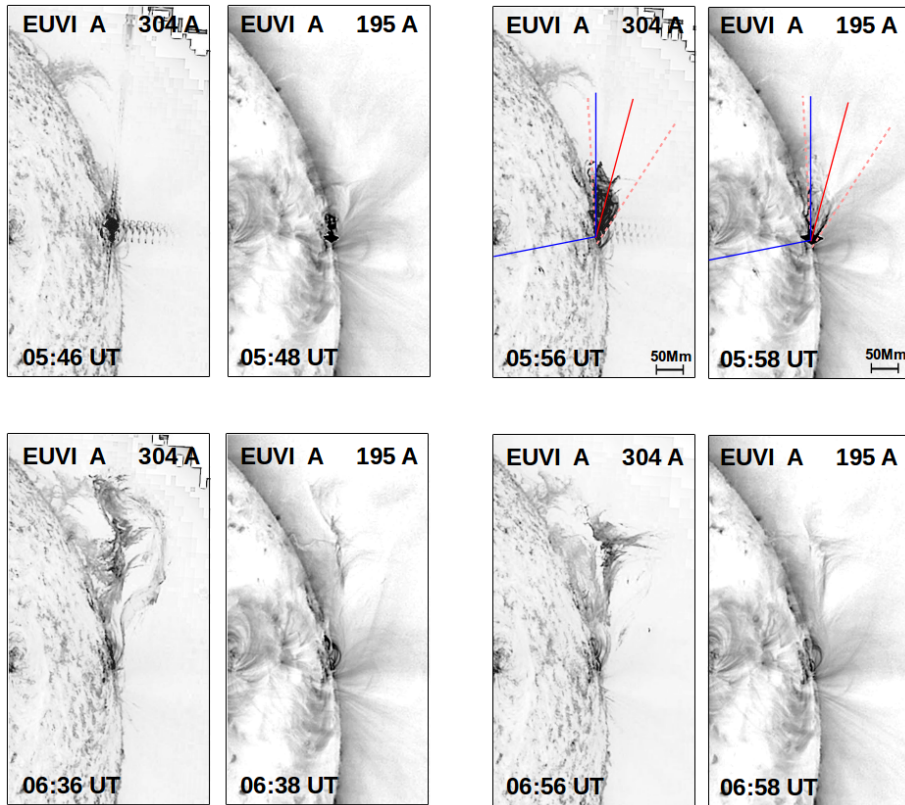 EUVI A 304 A
EUVI A 195 A
EUVI A 304 A
EUVI A 195 A
05:46 UT
05:48 UT
05:56 UT
50Mm
05:58 UT
50Mm
EUVI A 304 A
EUVI A 195 A
EUVI A 304 A
EUVI A 195 A
06:36 UT
06:38 UT
06:56 UT
06:58 UT